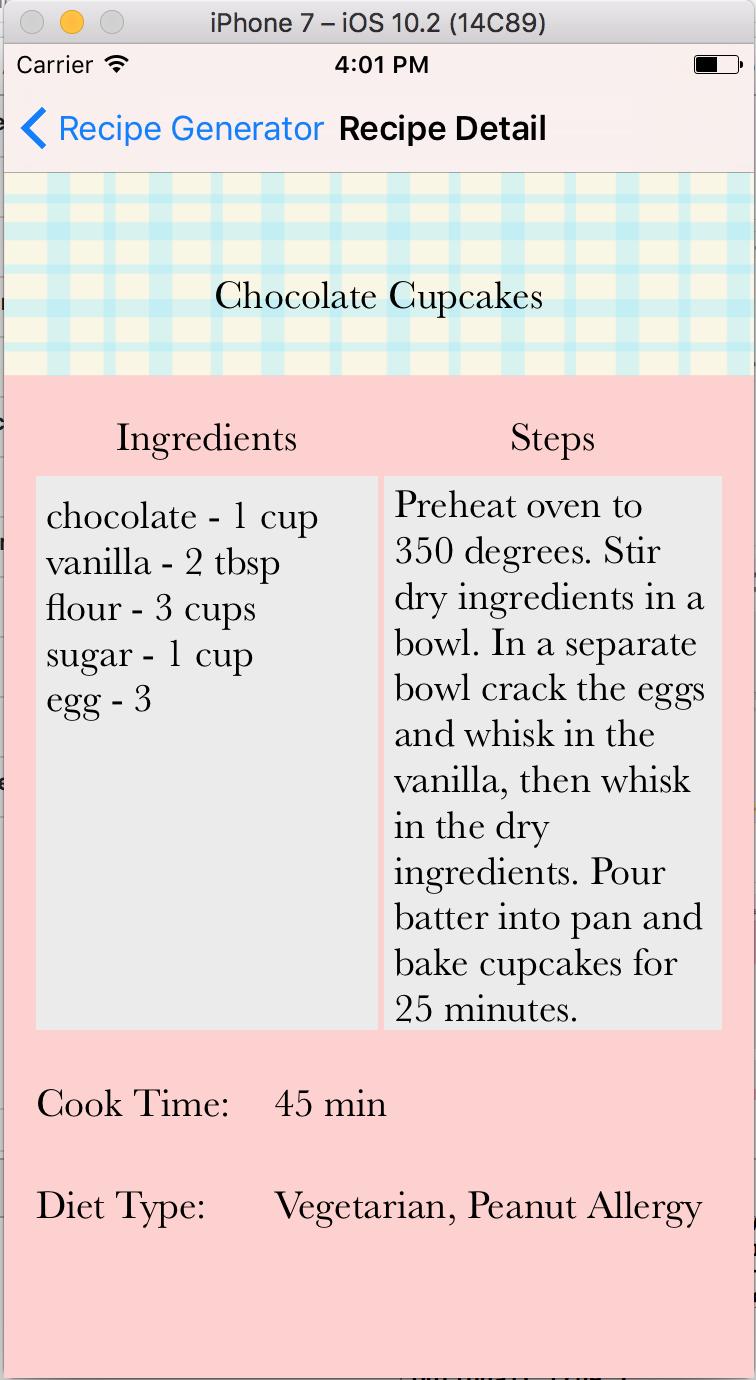 iPhone 7 – iOS 10.2 (14C89)
Carrier 4:01 PM
Recipe Generator Recipe Detail
Chocolate Cupcakes
Ingredients
chocolate - 1 cup
vanilla - 2 tbsp
flour - 3 cups
sugar - 1 cup
egg - 3
Steps
Preheat oven to
350 degrees. Stir
dry ingredients in a
bowl. In a separate
bowl crack the eggs
and whisk in the
vanilla, then whisk
in the dry
ingredients. Pour
batter into pan and
bake cupcakes for
25 minutes.
Cook Time: 45 min
Diet Type: Vegetarian, Peanut Allergy